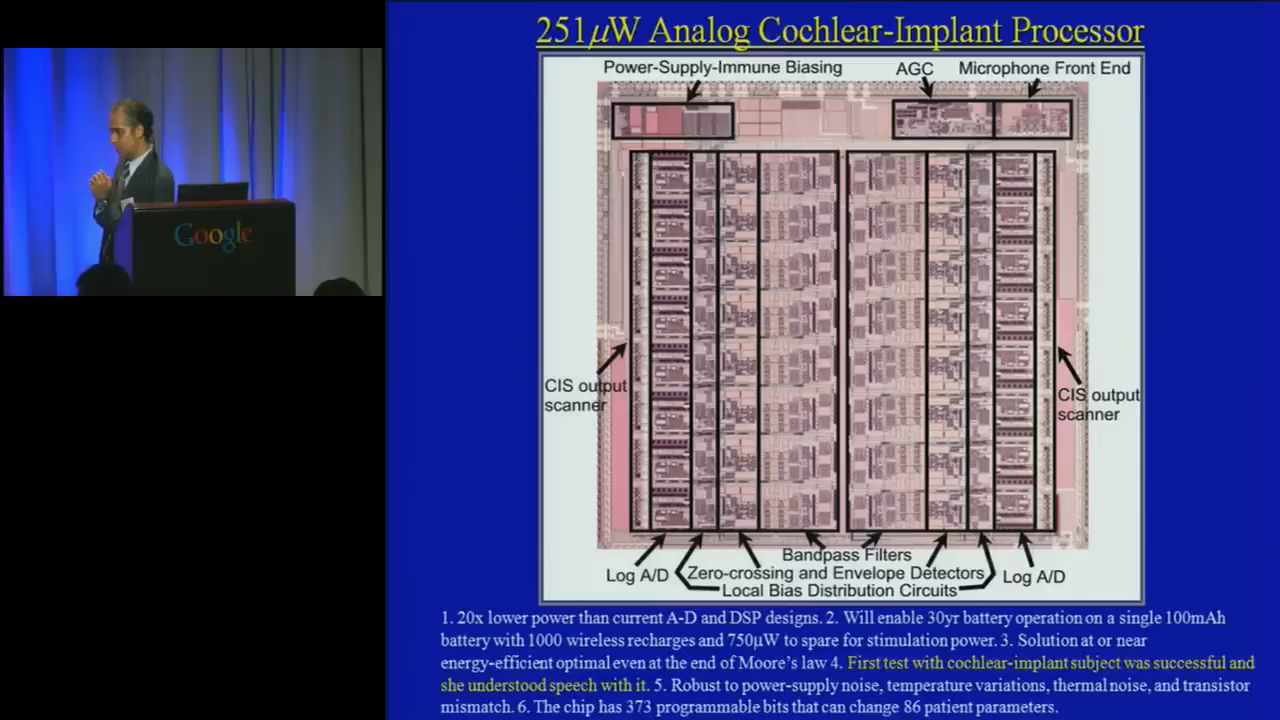 251µW Analog Cochlear-Implant Processor
Power-Supply-Immune Biasing
AGC
Microphone Front End
Google
CIS output
scanner
CIS output
scanner
Bandpass Filters
Log A/D
Zero-crossing and Envelope Detectors
Log A/D
Local Bias Distribution Circuits
1. 20x lower power than current A-D and DSP designs. 2. Will enable 30yr battery operation on a single 100mAh
battery with 1000 wireless recharges and 750µW to spare for stimulation power. 3. Solution at or near
energy-efficient optimal even at the end of Moore's law 4. First test with cochlear-implant subject was successful and
she understood speech with it. 5. Robust to power-supply noise, temperature variations, thermal noise, and transistor
mismatch. 6. The chip has 373 programmable bits that can change 86 patient parameters.